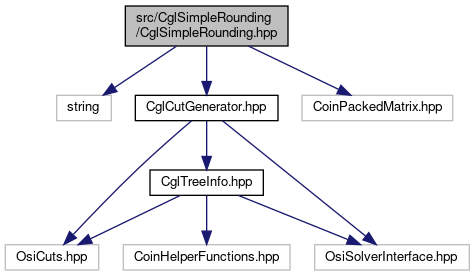 src/CglSimpleRounding
/CglSimpleRounding.hpp
string
CglCutGenerator.hpp
CoinPackedMatrix.hpp
CglTreeInfo.hpp
OsiCuts.hpp
CoinHelperFunctions.hpp
OsiSolverInterface.hpp